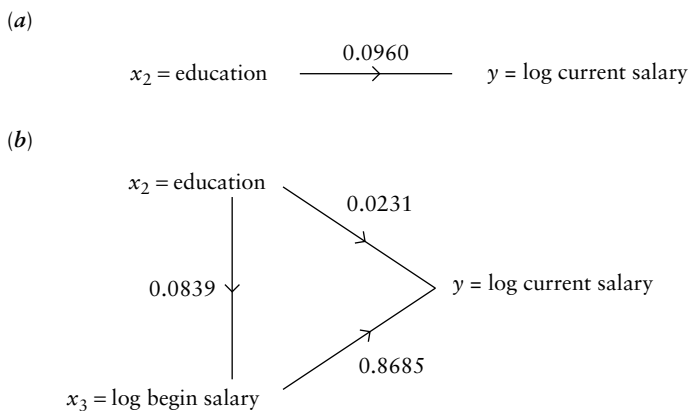 (a)
0.0960
x₂ = education y = log current salary
(b)
x₂ = education
0.0231
0.0839
y = log current salary
0.8685
x₃ = log begin salary